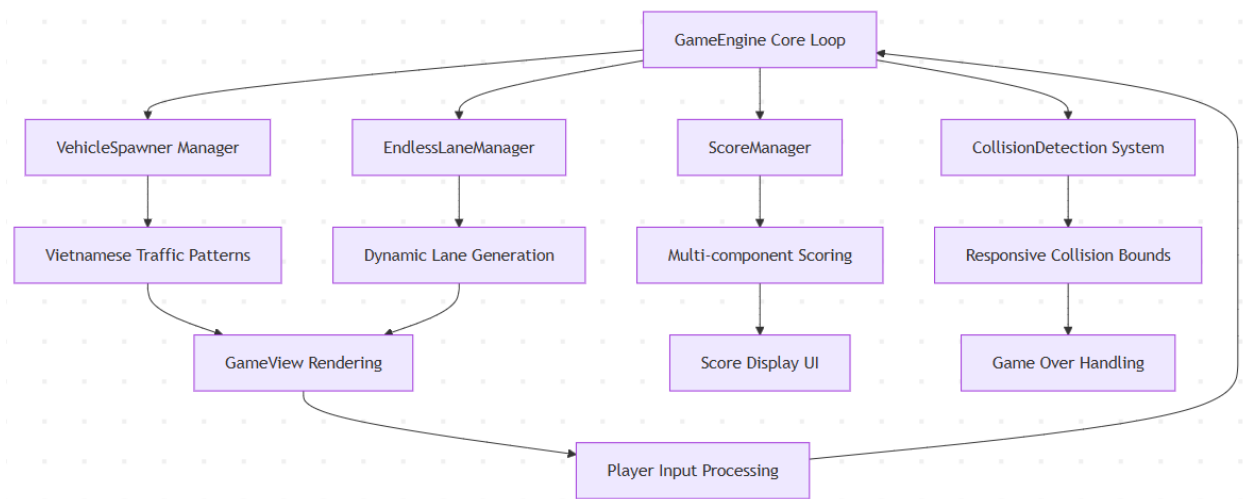 GameEngine Core Loop
VehicleSpawner Manager
EndlessLaneManager
ScoreManager
CollisionDetection System
Vietnamese Traffic Patterns
Dynamic Lane Generation
Multi-component Scoring
Responsive Collision Bounds
GameView Rendering
Score Display UI
Game Over Handling
Player Input Processing